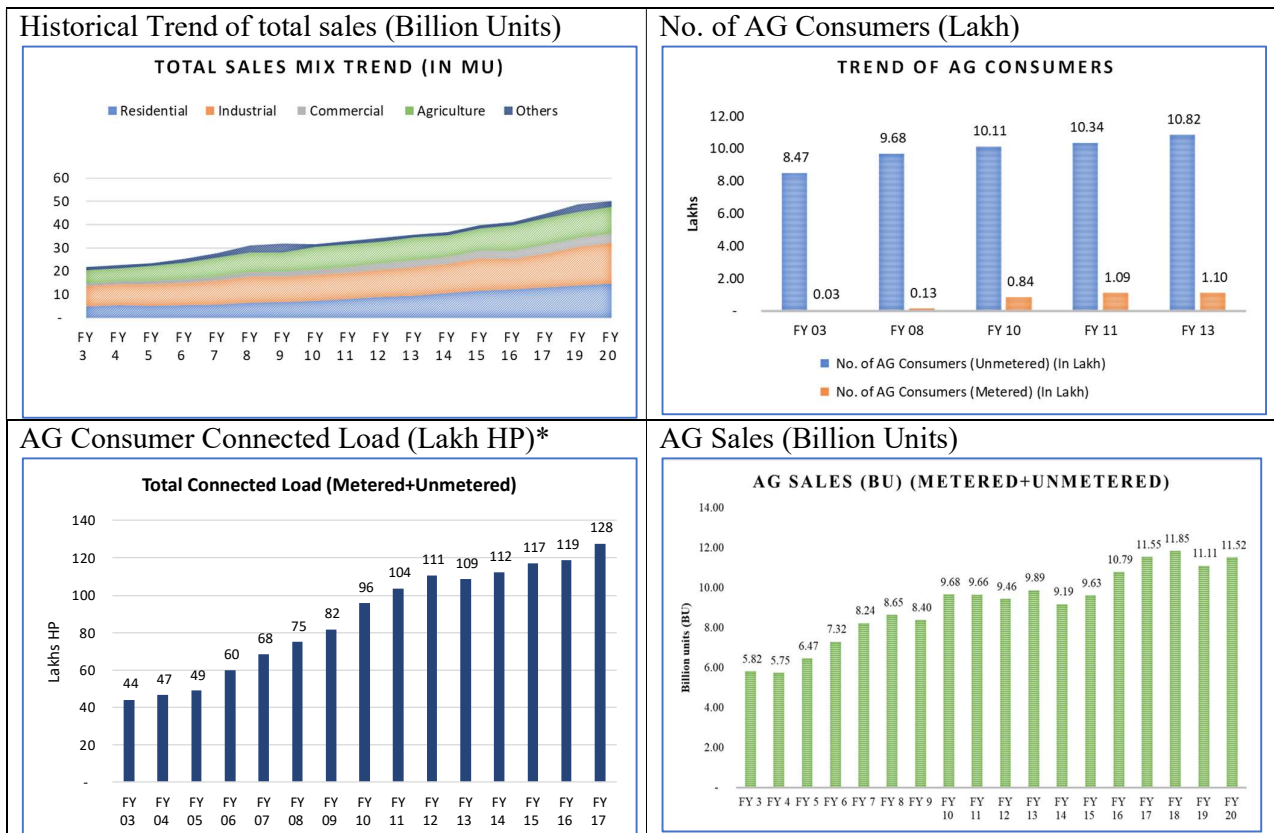 Historical Trend of total sales (Billion Units)
TOTAL SALES MIX TREND (IN MU)
Residential Industrial Commercial Agriculture Others
60
50
40
30
20
10
-
FY 3 FY 4 FY 5 FY 6 FY 7 FY 8 FY 9 FY 10 FY 11 FY 12 FY 13 FY 14 FY 15 FY 16 FY 17 FY 19 FY 20
No. of AG Consumers (Lakh)
TREND OF AG CONSUMERS
Lakhs
12.00
10.00
8.00
6.00
4.00
2.00
-
8.47 0.03 9.68 0.13 10.11 0.84 10.34 1.09 10.82 1.10
FY 03 FY 08 FY 10 FY 11 FY 13
No. of AG Consumers (Unmetered) (In Lakh)
No. of AG Consumers (Metered) (In Lakh)
AG Consumer Connected Load (Lakh HP)*
Total Connected Load (Metered+Unmetered)
Lakhs HP
140
120
100
80
60
40
20
-
44 47 49 60 68 75 82 96 104 111 109 112 117 119 128
FY 03 FY 04 FY 05 FY 06 FY 07 FY 08 FY 09 FY 10 FY 11 FY 12 FY 13 FY 14 FY 15 FY 16 FY 17
AG Sales (Billion Units)
AG SALES (BU) (METERED+UNMETERED)
Billion units (BU)
14.00
12.00
10.00
8.00
6.00
4.00
2.00
-
5.82 5.75 6.47 7.32 8.24 8.65 8.40 9.68 9.66 9.46 9.89 9.19 9.63 10.79 11.55 11.85 11.11 11.52
FY 3 FY 4 FY 5 FY 6 FY 7 FY 8 FY 9 FY 10 FY 11 FY 12 FY 13 FY 14 FY 15 FY 16 FY 17 FY 18 FY 19 FY 20